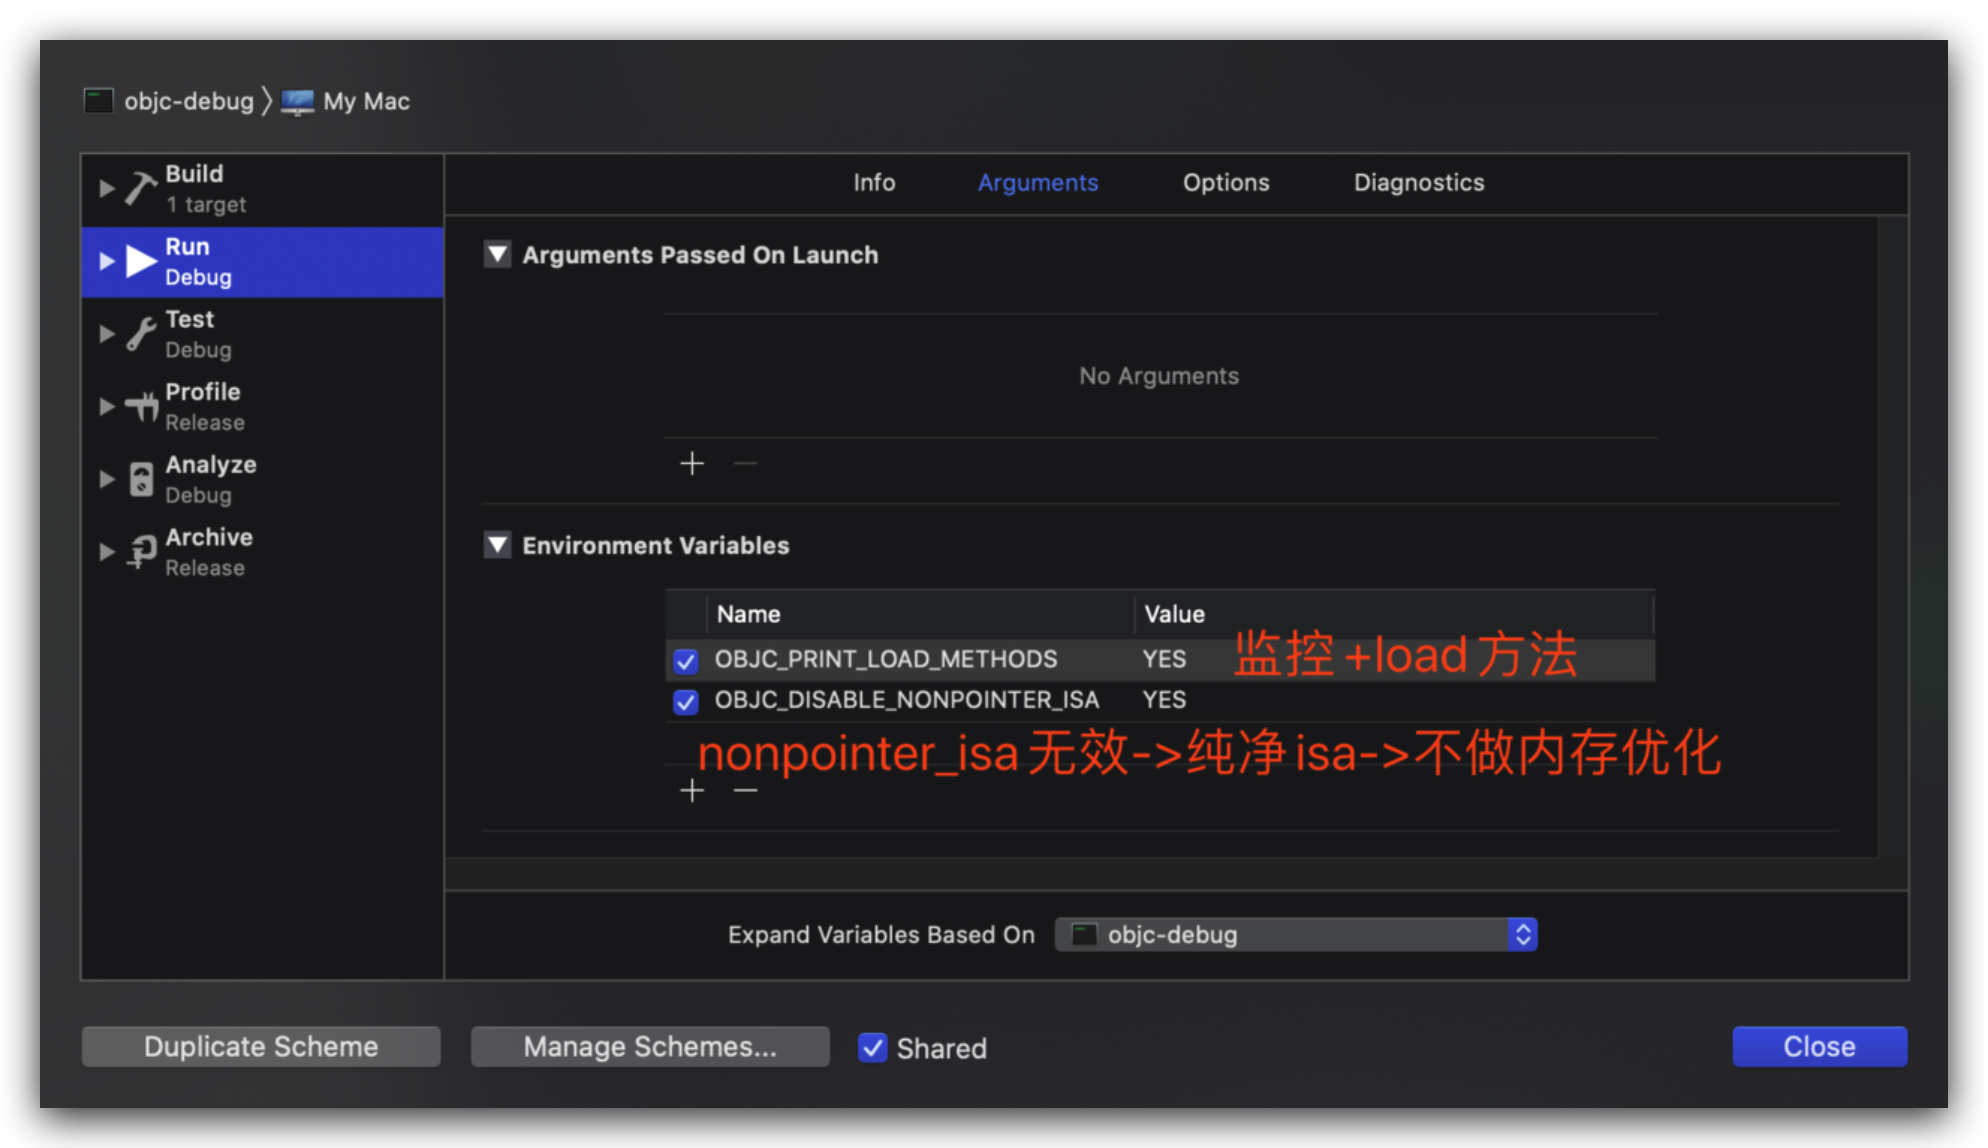 objc-debug 〉 My Mac
Build
1 target
Run
Debug
Test
Debug
Profile
Release
Analyze
Debug
Archive
Release
Info Arguments Options Diagnostics
Arguments Passed On Launch
No Arguments
Environment Variables
Name Value
OBJC_PRINT_LOAD_METHODS YES 监控 +load 方法
OBJC_DISABLE_NONPOINTER_ISA YES
nonpointer_isa 无效->纯净 isa->不做内存优化
Expand Variables Based On objc-debug
Duplicate Scheme Manage Schemes... Shared Close